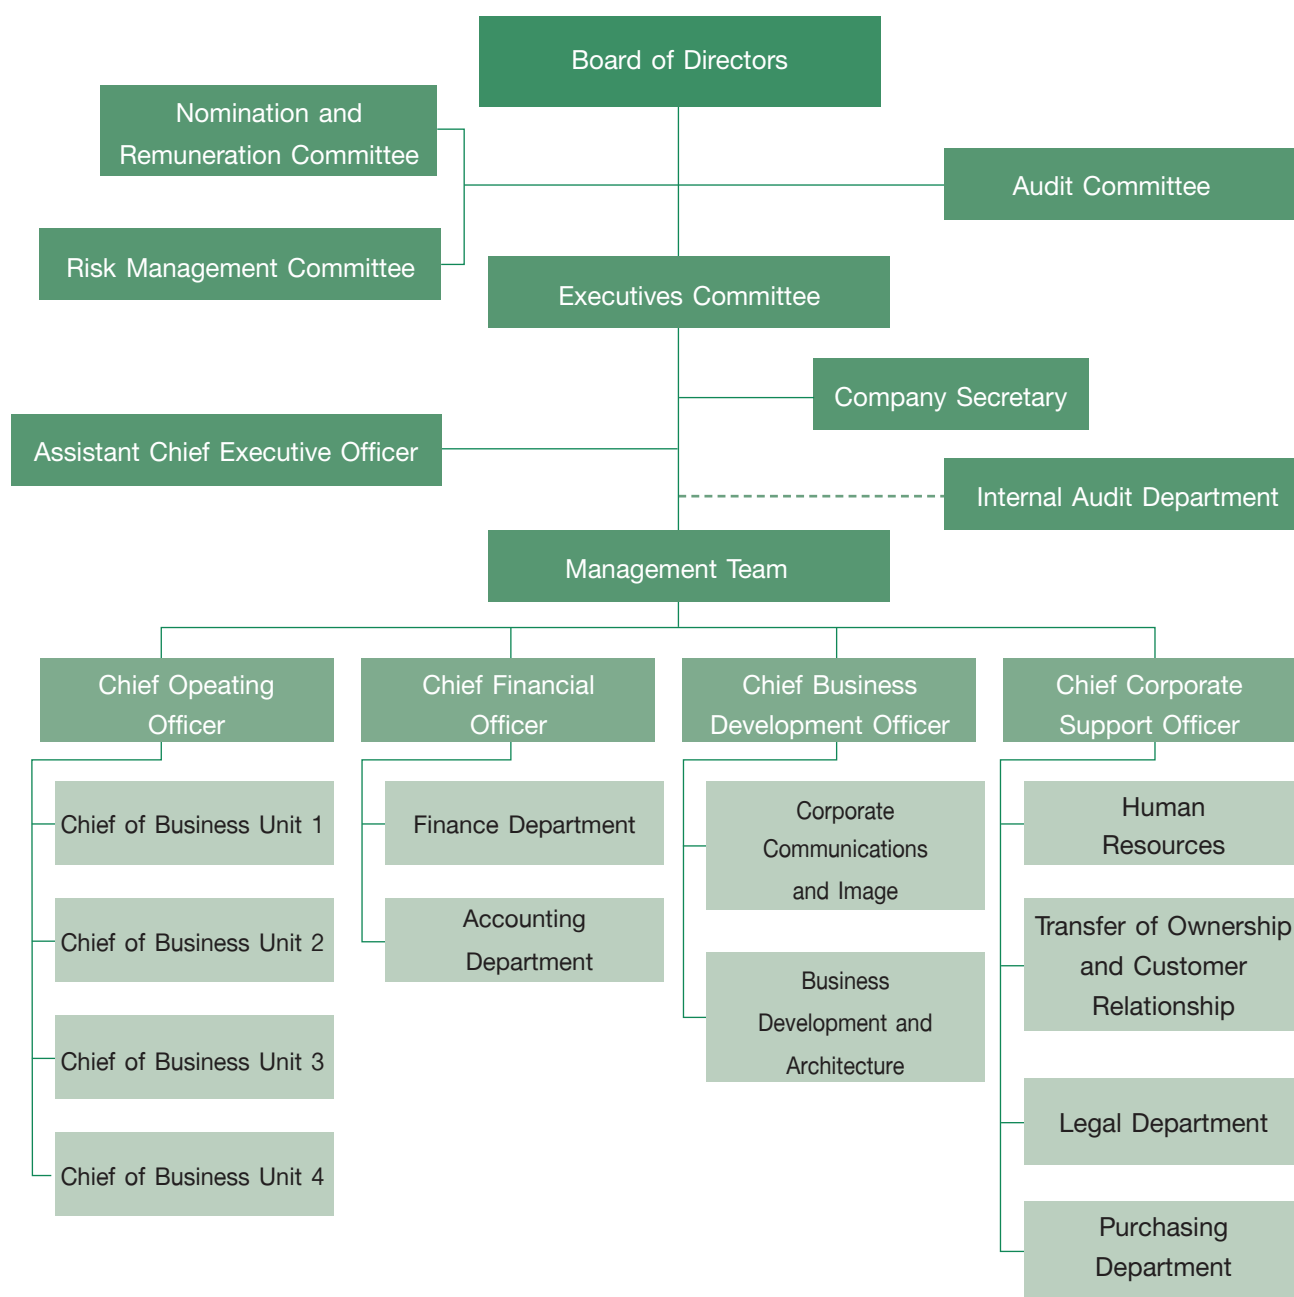 Board of Directors
Nomination and
Remuneration Committee
Audit Committee
Risk Management Committee
Executives Committee
Company Secretary
Assistant Chief Executive Officer
Internal Audit Department
Management Team
Chief Opeating
Officer
Chief Financial
Officer
Chief Business
Development Officer
Chief Corporate
Support Officer
Chief of Business Unit 1
Chief of Business Unit 2
Chief of Business Unit 3
Chief of Business Unit 4
Finance Department
Accounting
Department
Corporate
Communications
and Image
Business
Development and
Architecture
Human
Resources
Transfer of Ownership
and Customer
Relationship
Legal Department
Purchasing
Department